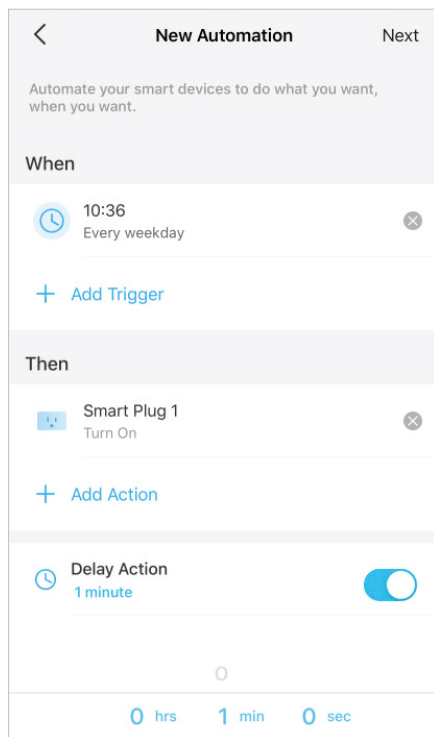 New Automation Next
Automate your smart devices to do what you want,
when you want.
When
10:36
Every weekday
+ Add Trigger
Then
Smart Plug 1
Turn On
+ Add Action
Delay Action
1 minute
0
0 hrs 1 min 0 sec